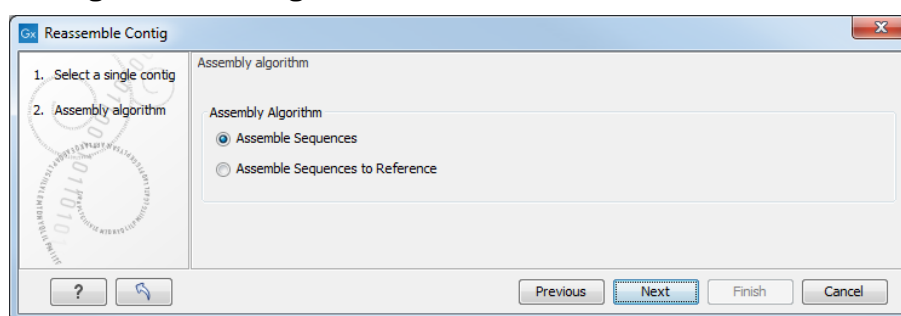 Gx Reassemble Contig
1. Select a single contig
2. Assembly algorithm
Assembly algorithm
Assembly Algorithm
Assemble Sequences
Assemble Sequences to Reference
? Previous Next Finish Cancel